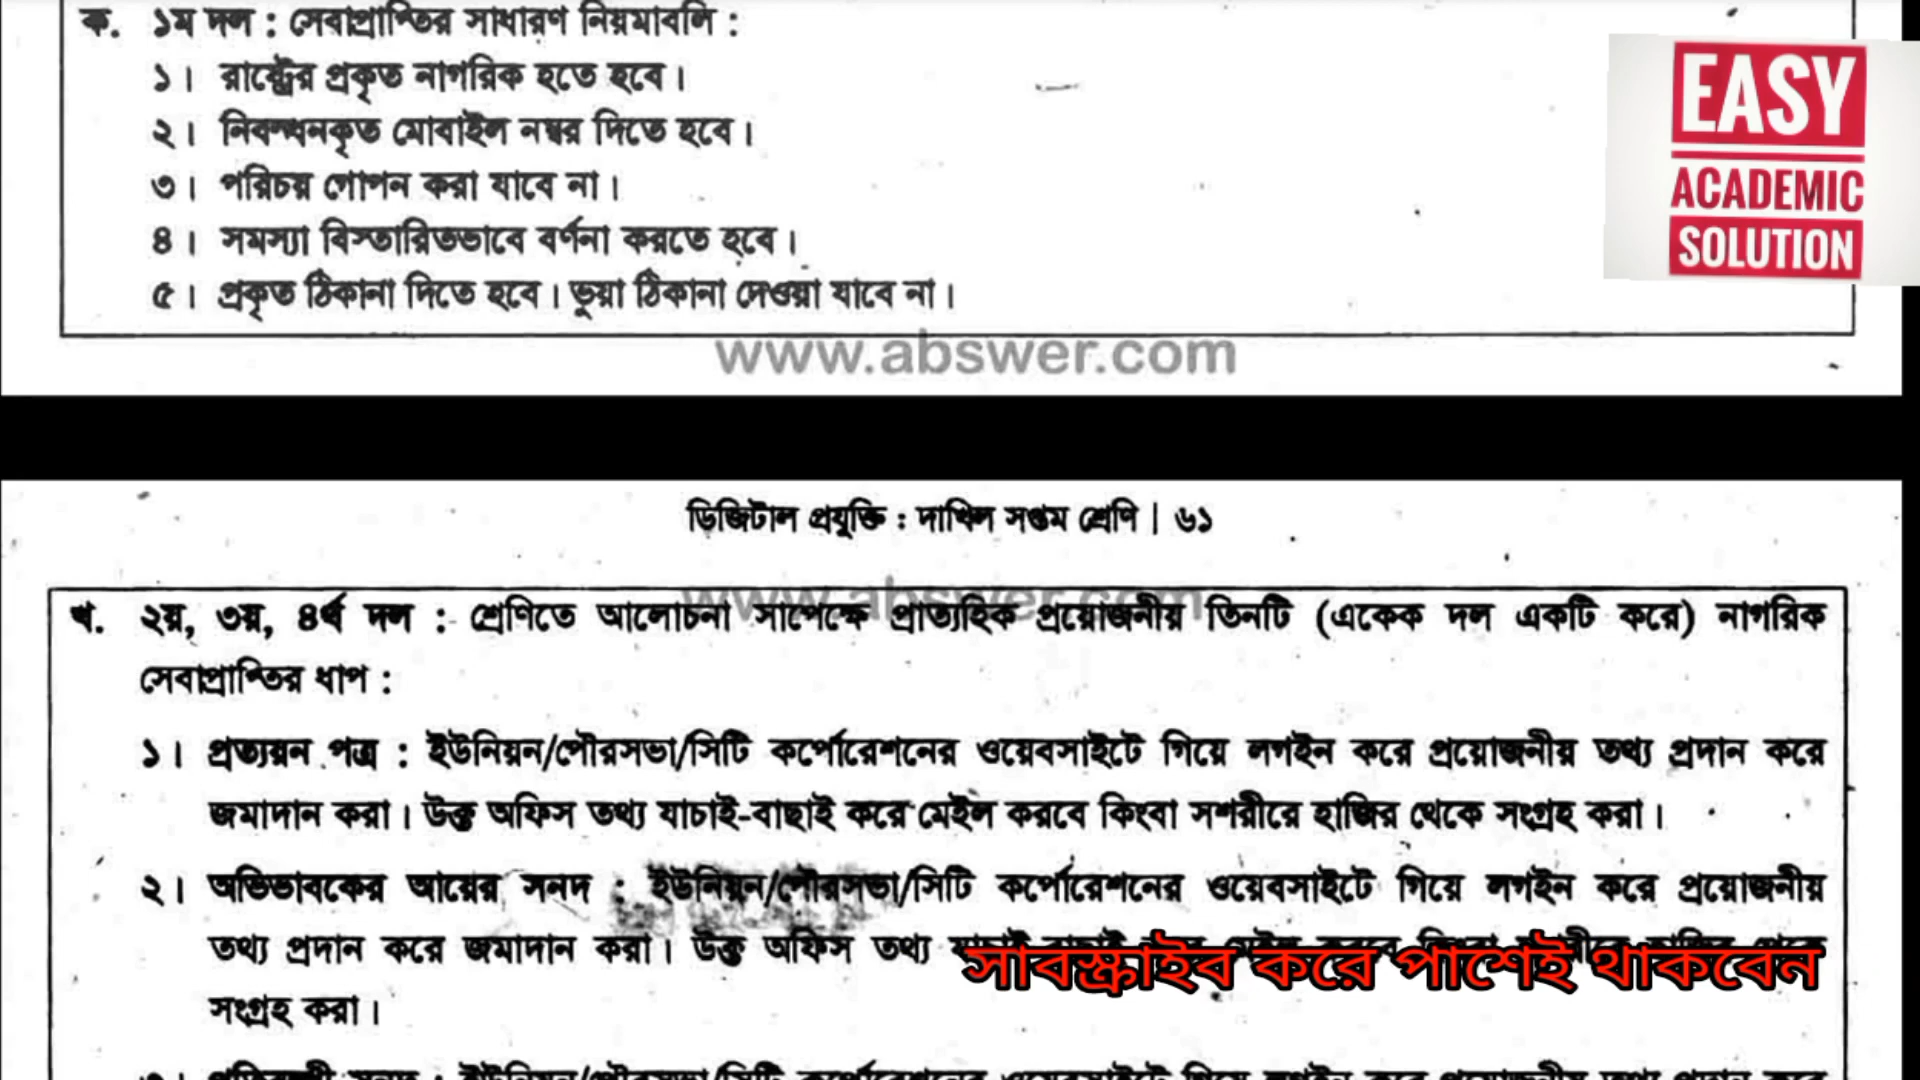 ক. ১ম দল : সেবাপ্রাপ্তির সাধারণ নিয়মাবলি :
১। রাষ্ট্রের প্রকৃত নাগরিক হতে হবে।
২। নিবন্ধনকৃত মোবাইল নম্বর দিতে হবে।
৩। পরিচয় গোপন করা যাবে না।
৪। সমস্যা বিস্তারিতভাবে বর্ণনা করতে হবে।
৫। প্রকৃত ঠিকানা দিতে হবে। ভুয়া ঠিকানা দেওয়া যাবে না।
EASY
ACADEMIC
SOLUTION
www.abswer.com
ডিজিটাল প্রযুক্তি : দাখিল সপ্তম শ্রেণি | ৬১
www.abswer.com
খ. ২য়, ৩য়, ৪র্থ দল : শ্রেণিতে আলোচনা সাপেক্ষে প্রাত্যহিক প্রয়োজনীয় তিনটি (একেক দল একটি করে) নাগরিক
সেবাপ্রাপ্তির ধাপ :
১। প্রত্যয়ন পত্র : ইউনিয়ন/পৌরসভা/সিটি কর্পোরেশনের ওয়েবসাইটে গিয়ে লগইন করে প্রয়োজনীয় তথ্য প্রদান করে
জমাদান করা। উক্ত অফিস তথ্য যাচাই-বাছাই করে মেইল করবে কিংবা সশরীরে হাজির থেকে সংগ্রহ করা।
২। অভিভাবকের আয়ের সনদ : ইউনিয়ন/পৌরসভা/সিটি কর্পোরেশনের ওয়েবসাইটে গিয়ে লগইন করে প্রয়োজনীয়
তথ্য প্রদান করে জমাদান করা। উক্ত অফিস তথ্য
সাবস্ক্রাইব করে পাশেই থাকবেন
সংগ্রহ করা।